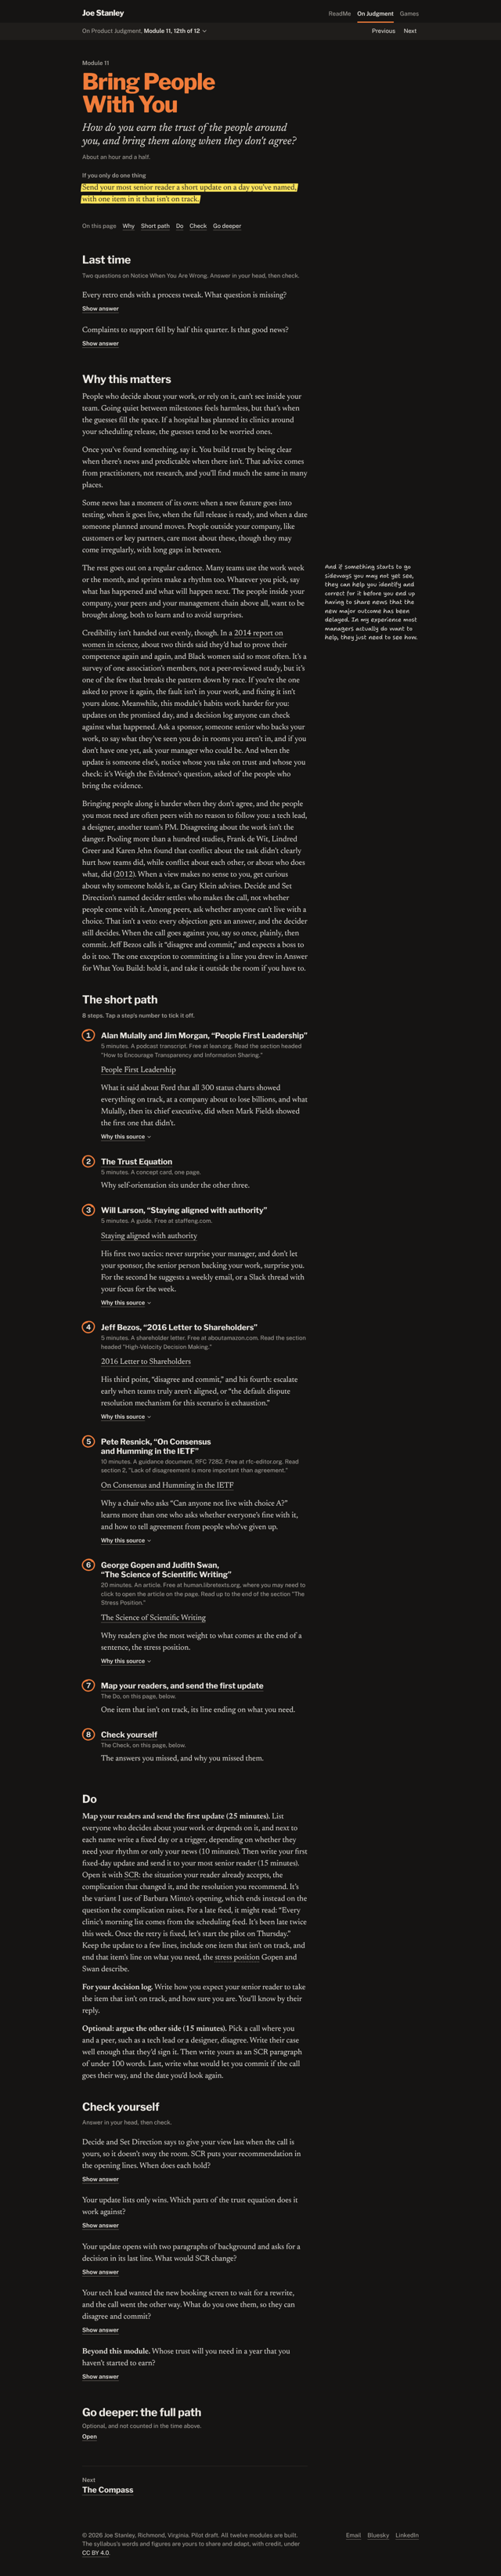 Joe Stanley
ReadMe On Judgment Games
On Product Judgment, Module 11, 12th of 12
Previous Next
Module 11
Bring People
With You
How do you earn the trust of the people around
you, and bring them along when they don't agree?
About an hour and a half.
If you only do one thing
Send your most senior reader a short update on a day you've named,
with one item in it that isn't on track.
On this page Why Short path Do Check Go deeper
Last time
Two questions on Notice When You Are Wrong. Answer in your head, then check.
Every retro ends with a process tweak. What question is missing?
Show answer
Complaints to support fell by half this quarter. Is that good news?
Show answer
Why this matters
People who decide about your work, or rely on it, can't see inside your
team. Going quiet between milestones feels harmless, but that's when
the guesses fill the space. If a hospital has planned its clinics around
your scheduling release, the guesses tend to be worried ones.
Once you've found something, say it. You build trust by being clear
when there's news and predictable when there isn't. That advice comes
from practitioners, not research, and you'll find much the same in many
places.
Some news has a moment of its own: when a new feature goes into
testing, when it goes live, when the full release is ready, and when a date
someone planned around moves. People outside your company, like
customers or key partners, care most about these, though they may
come irregularly, with long gaps in between.
And if something starts to go
sideways you may not yet see,
they can help you identify and
correct for it before you end up
having to share news that the
new major outcome has been
delayed. In my experience most
managers actually do want to
help, they just need to see how.
The rest goes out on a regular cadence. Many teams use the work week
or the month, and sprints make a rhythm too. Whatever you pick, say
what has happened and what will happen next. The people inside your
company, your peers and your management chain above all, want to be
brought along, both to learn and to avoid surprises.
Credibility isn't handed out evenly, though. In a 2014 report on
women in science, about two thirds said they'd had to prove their
competence again and again, and Black women said so most often. It's a
survey of one association's members, not a peer-reviewed study, but it's
one of the few that breaks the pattern down by race. If you're the one
asked to prove it again, the fault isn't in your work, and fixing it isn't
yours alone. Meanwhile, this module's habits work harder for you:
updates on the promised day, and a decision log anyone can check
against what happened. Ask a sponsor, someone senior who backs your
work, to say what they've seen you do in rooms you aren't in, and if you
don't have one yet, ask your manager who could be. And when the
update is someone else's, notice whose you take on trust and whose you
check: it's Weigh the Evidence's question, asked of the people who
bring the evidence.
Bringing people along is harder when they don't agree, and the people
you most need are often peers with no reason to follow you: a tech lead,
a designer, another team's PM. Disagreeing about the work isn't the
danger. Pooling more than a hundred studies, Frank de Wit, Lindred
Greer and Karen Jehn found that conflict about the task didn't clearly
hurt how teams did, while conflict about each other, or about who does
what, did (2012). When a view makes no sense to you, get curious
about why someone holds it, as Gary Klein advises. Decide and Set
Direction's named decider settles who makes the call, not whether
people come with it. Among peers, ask whether anyone can't live with a
choice. That isn't a veto: every objection gets an answer, and the decider
still decides. When the call goes against you, say so once, plainly, then
commit. Jeff Bezos calls it "disagree and commit," and expects a boss to
do it too. The one exception to committing is a line you drew in Answer
for What You Build: hold it, and take it outside the room if you have to.
The short path
8 steps. Tap a step's number to tick it off.
1 Alan Mulally and Jim Morgan, "People First Leadership"
5 minutes. A podcast transcript. Free at lean.org. Read the section headed
"How to Encourage Transparency and Information Sharing."
People First Leadership
What it said about Ford that all 300 status charts showed
everything on track, at a company about to lose billions, and what
Mulally, then its chief executive, did when Mark Fields showed
the first one that didn't.
Why this source
2 The Trust Equation
5 minutes. A concept card, one page.
Why self-orientation sits under the other three.
3 Will Larson, "Staying aligned with authority"
5 minutes. A guide. Free at staffeng.com.
Staying aligned with authority
His first two tactics: never surprise your manager, and don't let
your sponsor, the senior person backing your work, surprise you.
For the second he suggests a weekly email, or a Slack thread with
your focus for the week.
Why this source
4 Jeff Bezos, "2016 Letter to Shareholders"
5 minutes. A shareholder letter. Free at aboutamazon.com. Read the section
headed "High-Velocity Decision Making."
2016 Letter to Shareholders
His third point, "disagree and commit," and his fourth: escalate
early when teams truly aren't aligned, or "the default dispute
resolution mechanism for this scenario is exhaustion."
Why this source
5 Pete Resnick, "On Consensus
and Humming in the IETF"
10 minutes. A guidance document, RFC 7282. Free at rfc-editor.org. Read
section 2, "Lack of disagreement is more important than agreement."
On Consensus and Humming in the IETF
Why a chair who asks "Can anyone not live with choice A?"
learns more than one who asks whether everyone's fine with it,
and how to tell agreement from people who've given up.
Why this source
6 George Gopen and Judith Swan,
"The Science of Scientific Writing"
20 minutes. An article. Free at human.libretexts.org, where you may need to
click to open the article on the page. Read up to the end of the section "The
Stress Position."
The Science of Scientific Writing
Why readers give the most weight to what comes at the end of a
sentence, the stress position.
Why this source
7 Map your readers, and send the first update
The Do, on this page, below.
One item that isn't on track, its line ending on what you need.
8 Check yourself
The Check, on this page, below.
The answers you missed, and why you missed them.
Do
Map your readers and send the first update (25 minutes). List
everyone who decides about your work or depends on it, and next to
each name write a fixed day or a trigger, depending on whether they
need your rhythm or only your news (10 minutes). Then write your first
fixed-day update and send it to your most senior reader (15 minutes).
Open it with SCR: the situation your reader already accepts, the
complication that changed it, and the resolution you recommend. It's
the variant I use of Barbara Minto's opening, which ends instead on the
question the complication raises. For a late feed, it might read: "Every
clinic's morning list comes from the scheduling feed. It's been late twice
this week. Once the retry is fixed, let's start the pilot on Thursday."
Keep the update to a few lines, include one item that isn't on track, and
end that item's line on what you need, the stress position Gopen and
Swan describe.
For your decision log. Write how you expect your senior reader to take
the item that isn't on track, and how sure you are. You'll know by their
reply.
Optional: argue the other side (15 minutes). Pick a call where you
and a peer, such as a tech lead or a designer, disagree. Write their case
well enough that they'd sign it. Then write yours as an SCR paragraph
of under 100 words. Last, write what would let you commit if the call
goes their way, and the date you'd look again.
Check yourself
Answer in your head, then check.
Decide and Set Direction says to give your view last when the call is
yours, so it doesn't sway the room. SCR puts your recommendation in
the opening lines. When does each hold?
Show answer
Your update lists only wins. Which parts of the trust equation does it
work against?
Show answer
Your update opens with two paragraphs of background and asks for a
decision in its last line. What would SCR change?
Show answer
Your tech lead wanted the new booking screen to wait for a rewrite,
and the call went the other way. What do you owe them, so they can
disagree and commit?
Show answer
Beyond this module. Whose trust will you need in a year that you
haven't started to earn?
Show answer
Go deeper: the full path
Optional, and not counted in the time above.
Open
Next
The Compass
© 2026 Joe Stanley, Richmond, Virginia. Pilot draft. All twelve modules are built.
The syllabus's words and figures are yours to share and adapt, with credit, under
CC BY 4.0.
Email Bluesky LinkedIn